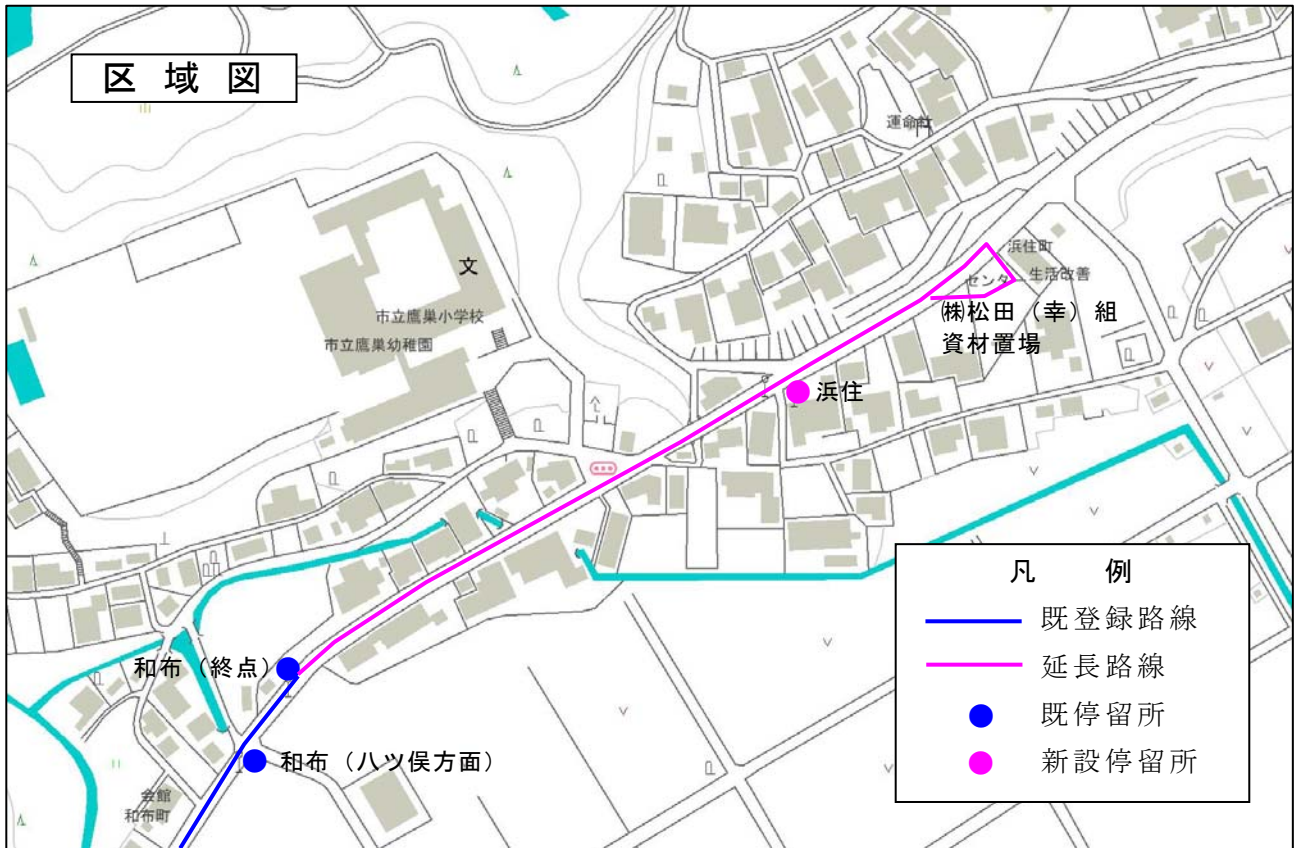 区域図
運命社
文
市立鷹巣小学校
市立鷹巣幼稚園
浜住町
センター 生活改善
㈱松田（幸）組
資材置場
浜住
和布（終点）
和布（八ツ俣方面）
会館
和布町
凡 例
既登録路線
延長路線
既停留所
新設停留所